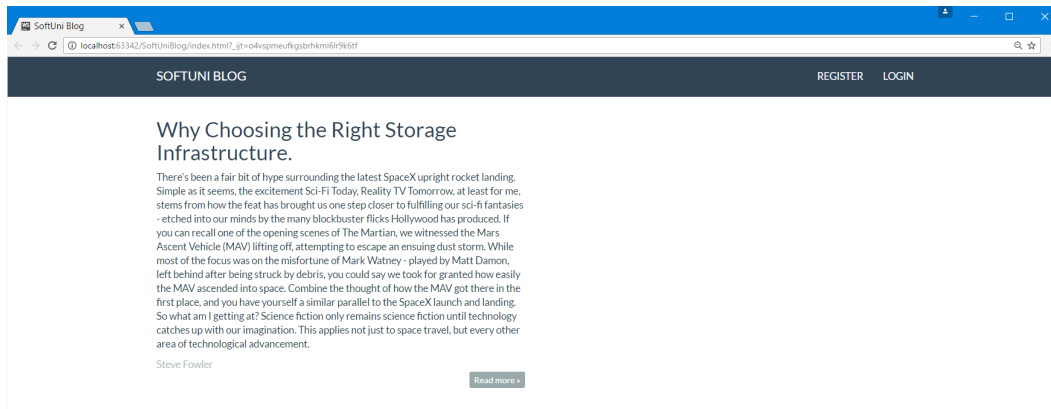 SoftUni Blog
localhost:63342/SoftUniBlog/index.html?_ijt=o4vspmeufkgsbrhkmi6lr9k6tf
SOFTUNI BLOG REGISTER LOGIN
Why Choosing the Right Storage
Infrastructure.
There's been a fair bit of hype surrounding the latest SpaceX upright rocket landing.
Simple as it seems, the excitement Sci-Fi Today, Reality TV Tomorrow, at least for me,
stems from how the feat has brought us one step closer to fulfilling our sci-fi fantasies
- etched into our minds by the many blockbuster flicks Hollywood has produced. If
you can recall one of the opening scenes of The Martian, we witnessed the Mars
Ascent Vehicle (MAV) lifting off, attempting to escape an ensuing dust storm. While
most of the focus was on the misfortune of Mark Watney - played by Matt Damon,
left behind after being struck by debris, you could say we took for granted how easily
the MAV ascended into space. Combine the thought of how the MAV got there in the
first place, and you have yourself a similar parallel to the SpaceX launch and landing.
So what am I getting at? Science fiction only remains science fiction until technology
catches up with our imagination. This applies not just to space travel, but every other
area of technological advancement.
Steve Fowler
Read more »